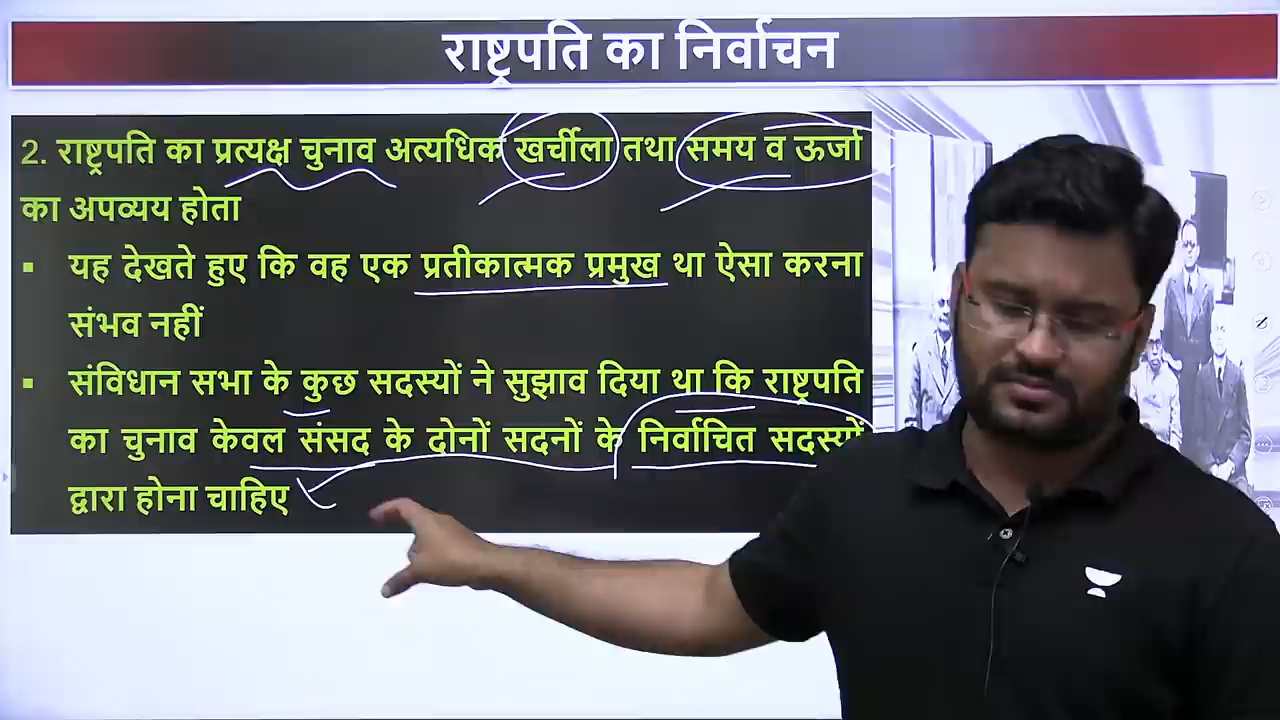 राष्ट्रपति का निर्वाचन
2. राष्ट्रपति का प्रत्यक्ष चुनाव अत्यधिक खर्चीला तथा समय व ऊर्जा
का अपव्यय होता
▪ यह देखते हुए कि वह एक प्रतीकात्मक प्रमुख था ऐसा करना
संभव नहीं
▪ संविधान सभा के कुछ सदस्यों ने सुझाव दिया था कि राष्ट्रपति
का चुनाव केवल संसद के दोनों सदनों के निर्वाचित सदस्यों
द्वारा होना चाहिए